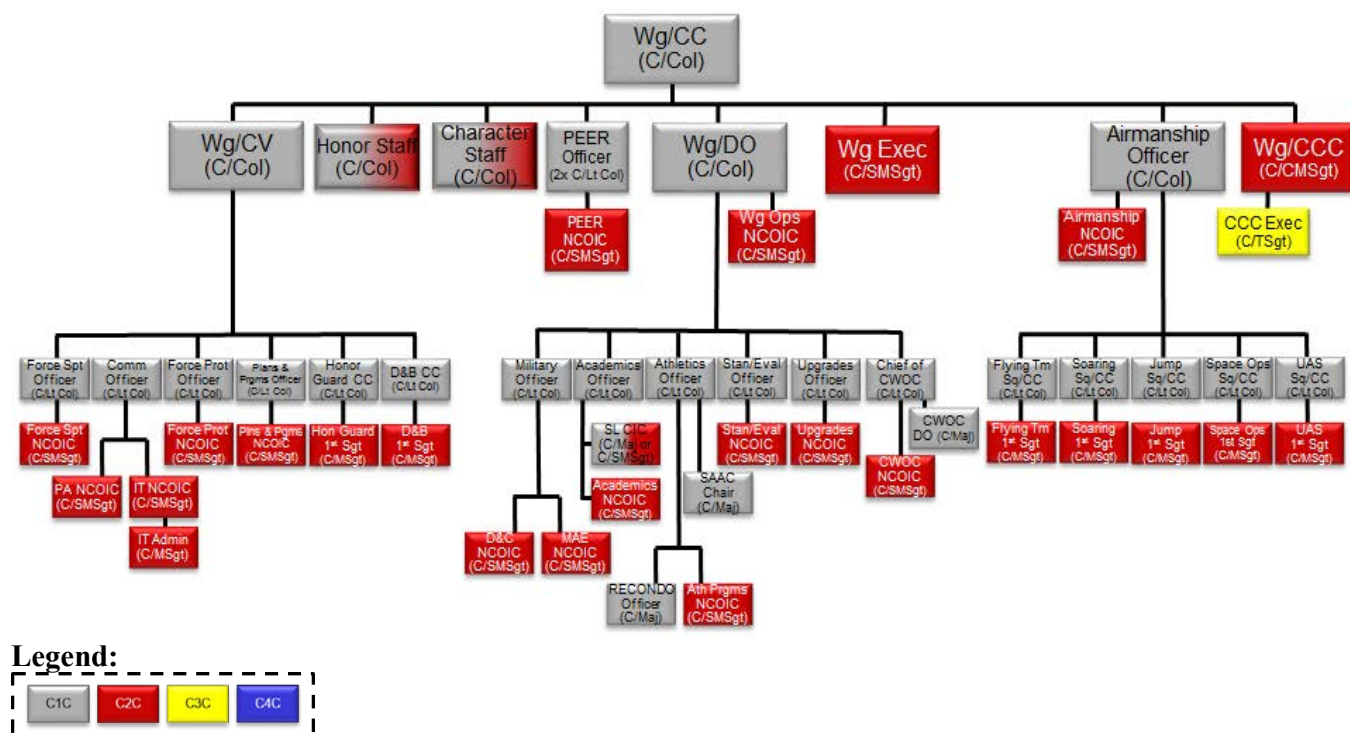 Wg/CC
(C/Col)
Wg/CV
(C/Col)
Honor Staff
(C/Col)
Character
Staff
(C/Col)
PEER
Officer
(2x C/Lt Col)
Wg/DO
(C/Col)
Wg Exec
(C/SMSgt)
Airmanship
Officer
(C/Col)
Wg/CCC
(C/CMSgt)
PEER
NCOIC
(C/SMSgt)
Wg Ops
NCOIC
(C/SMSgt)
Airmanship
NCOIC
(C/SMSgt)
CCC Exec
(C/TSgt)
Force Spt
Officer
(C/Lt Col)
Comm
Officer
(C/Lt Col)
Force Prot
Officer
(C/Lt Col)
Plans &
Prgms Officer
(C/Lt Col)
Honor
Guard CC
(C/Lt Col)
D&B CC
(C/Lt Col)
Military
Officer
(C/Lt Col)
Academics
Officer
(C/Lt Col)
Athletics
Officer
(C/Lt Col)
Stan/Eval
Officer
(C/Lt Col)
Upgrades
Officer
(C/Lt Col)
Chief of
CWOC
(C/Lt Col)
Flying Tm
Sq/CC
(C/Lt Col)
Soaring
Sq/CC
(C/Lt Col)
Jump
Sq/CC
(C/Lt Col)
Space Ops
Sq/CC
(C/Lt Col)
UAS
Sq/CC
(C/Lt Col)
Force Spt
NCOIC
(C/SMSgt)
Force Prot
NCOIC
(C/SMSgt)
Plns & Pgms
NCOIC
(C/SMSgt)
Hon Guard
1st Sgt
(C/MSgt)
D&B
1st Sgt
(C/MSgt)
SL CIC
(C/Maj or
C/SMSgt)
Stan/Eval
NCOIC
(C/SMSgt)
Upgrades
NCOIC
(C/SMSgt)
CWOC
DO (C/Maj)
Flying Tm
1st Sgt
(C/MSgt)
Soaring
1st Sgt
(C/MSgt)
Jump
1st Sgt
(C/MSgt)
Space Ops
1st Sgt
(C/MSgt)
UAS
1st Sgt
(C/MSgt)
PA NCOIC
(C/SMSgt)
IT NCOIC
(C/SMSgt)
Academics
NCOIC
(C/SMSgt)
SAAC
Chair
(C/Maj)
CWOC
NCOIC
(C/SMSgt)
IT Admin
(C/MSgt)
D&C
NCOIC
(C/SMSgt)
MAE
NCOIC
(C/SMSgt)
RECONDO
Officer
(C/Maj)
Ath Prgms
NCOIC
(C/SMSgt)
Legend:
C1C
C2C
C3C
C4C